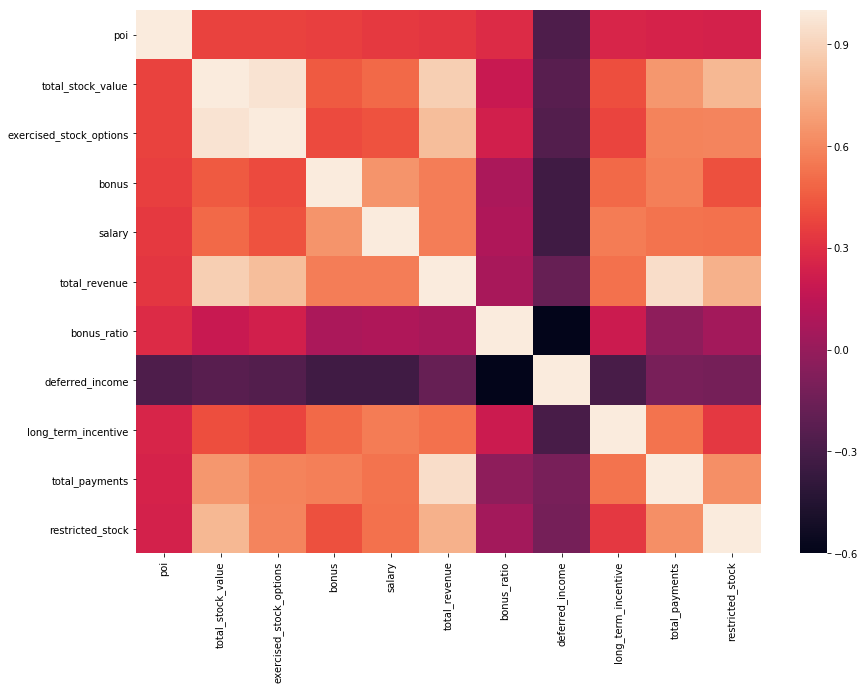 poi
total_stock_value
exercised_stock_options
bonus
salary
total_revenue
bonus_ratio
deferred_income
long_term_incentive
total_payments
restricted_stock
poi
total_stock_value
exercised_stock_options
bonus
salary
total_revenue
bonus_ratio
deferred_income
long_term_incentive
total_payments
restricted_stock
0.9
0.6
0.3
0.0
−0.3
−0.6